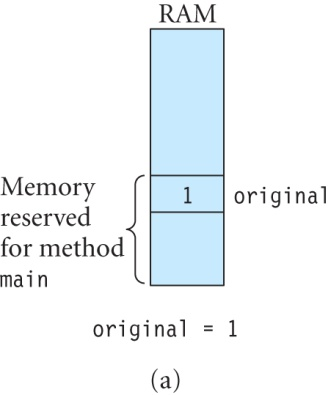 RAM
1
original
Memory
reserved
for method
main
original = 1
(a)